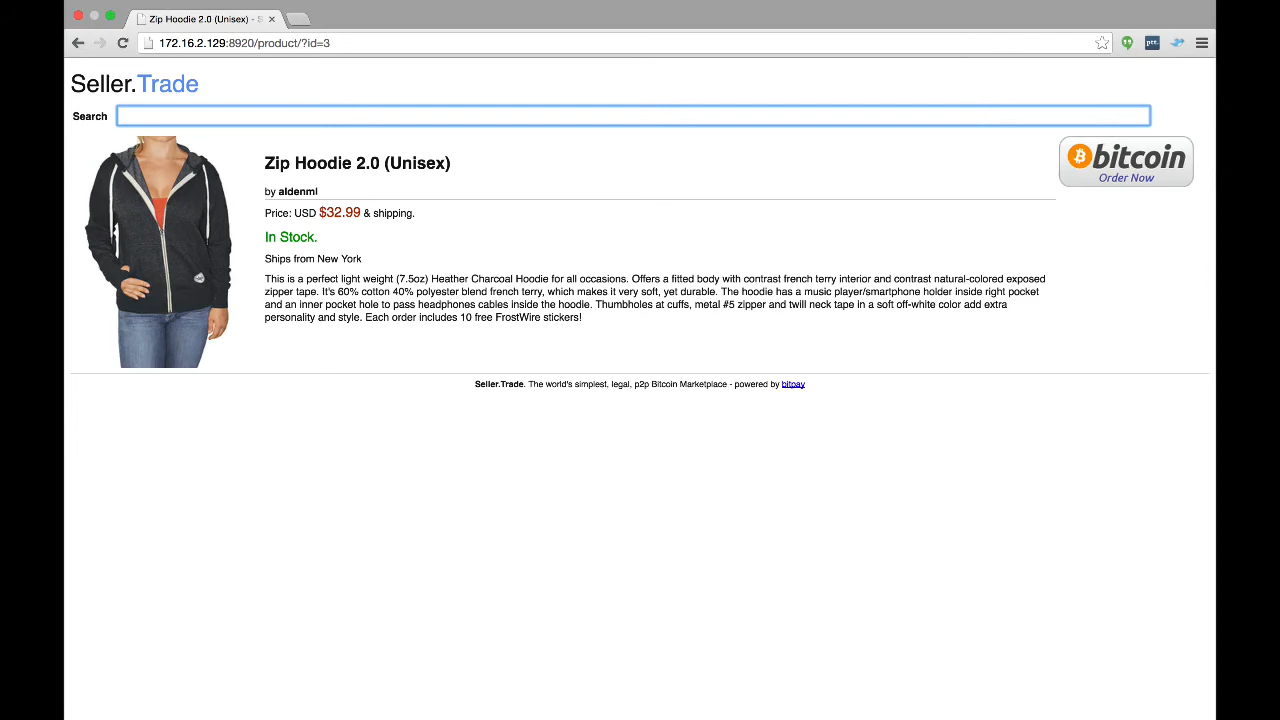 Zip Hoodie 2.0 (Unisex) - S
172.16.2.129:8920/product/?id=3
ptt.
Seller.Trade
Search
bitcoin
Order Now
Zip Hoodie 2.0 (Unisex)
by aldenml
Price: USD $32.99 & shipping.
In Stock.
Ships from New York
This is a perfect light weight (7.5oz) Heather Charcoal Hoodie for all occasions. Offers a fitted body with contrast french terry interior and contrast natural-colored exposed
zipper tape. It's 60% cotton 40% polyester blend french terry, which makes it very soft, yet durable. The hoodie has a music player/smartphone holder inside right pocket
and an inner pocket hole to pass headphones cables inside the hoodie. Thumbholes at cuffs, metal #5 zipper and twill neck tape in a soft off-white color add extra
personality and style. Each order includes 10 free FrostWire stickers!
Seller.Trade. The world's simplest, legal, p2p Bitcoin Marketplace - powered by bitpay